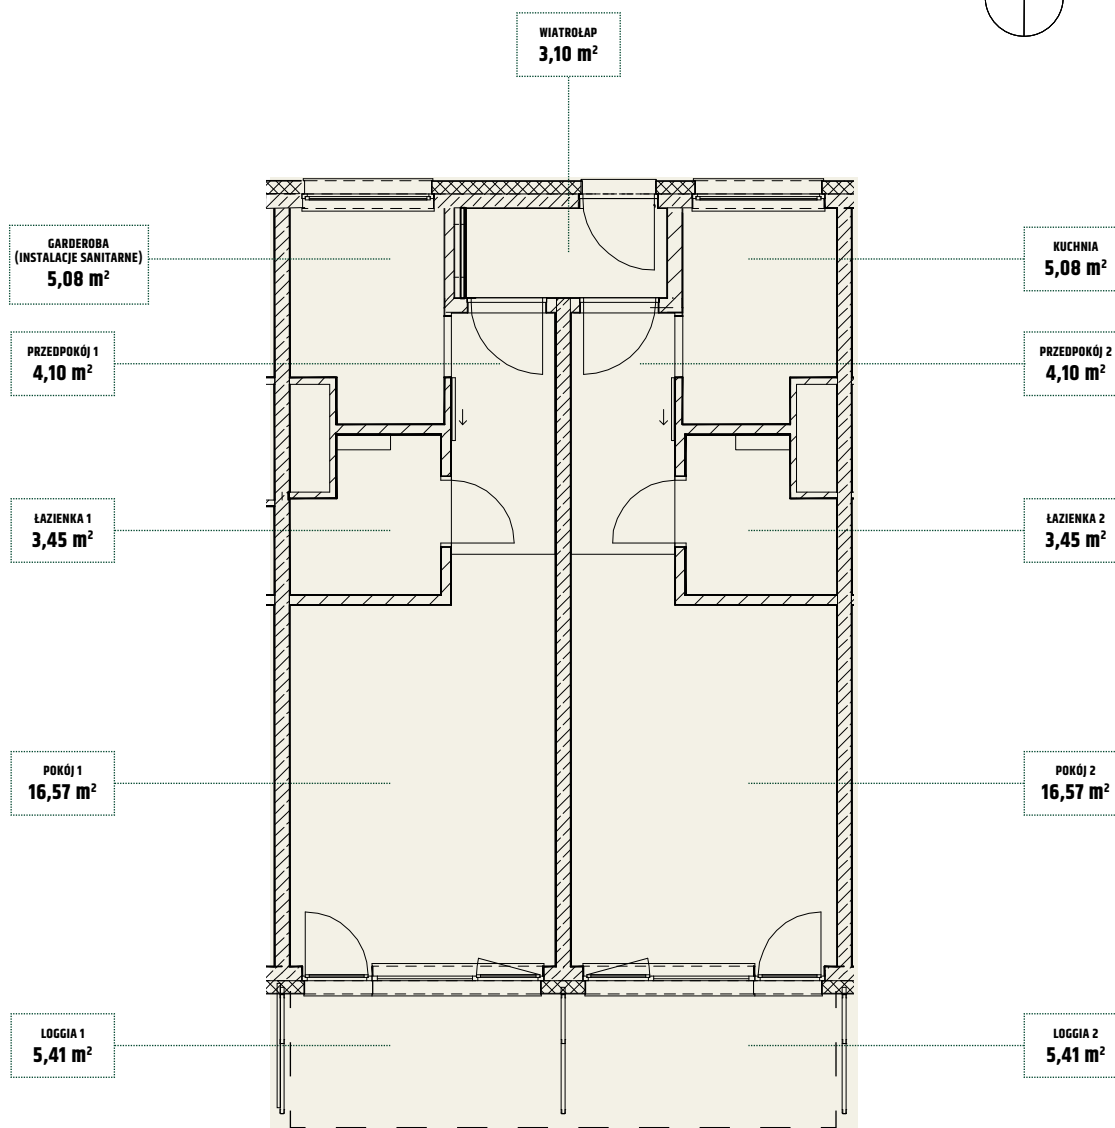 WIATROŁAP
3,10 m²
GARDEROBA
(INSTALACJE SANITARNE)
5,08 m²
KUCHNIA
5,08 m²
PRZEDPOKÓJ 1
4,10 m²
PRZEDPOKÓJ 2
4,10 m²
ŁAZIENKA 1
3,45 m²
ŁAZIENKA 2
3,45 m²
POKÓJ 1
16,57 m²
POKÓJ 2
16,57 m²
LOGGIA 1
5,41 m²
LOGGIA 2
5,41 m²